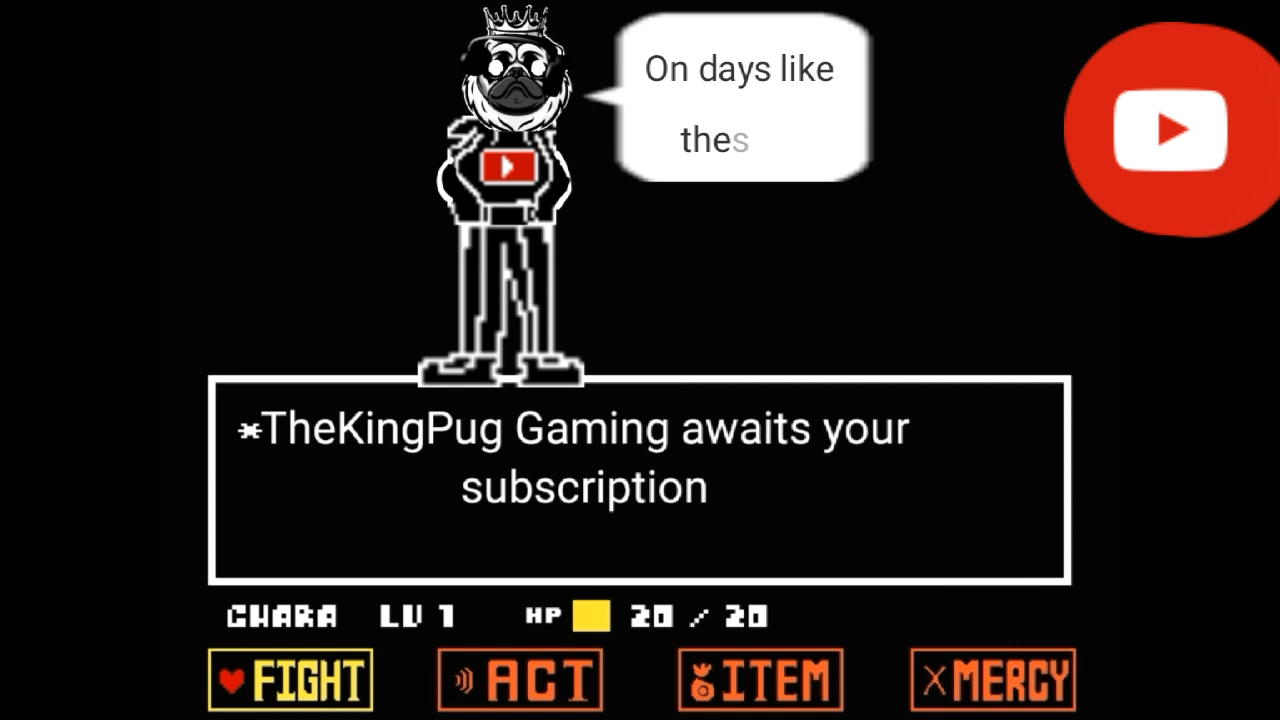 On days like
thes
*TheKingPug Gaming awaits your
subscription
CHARA LV 1 HP 20 / 20
FIGHT ACT ITEM MERCY